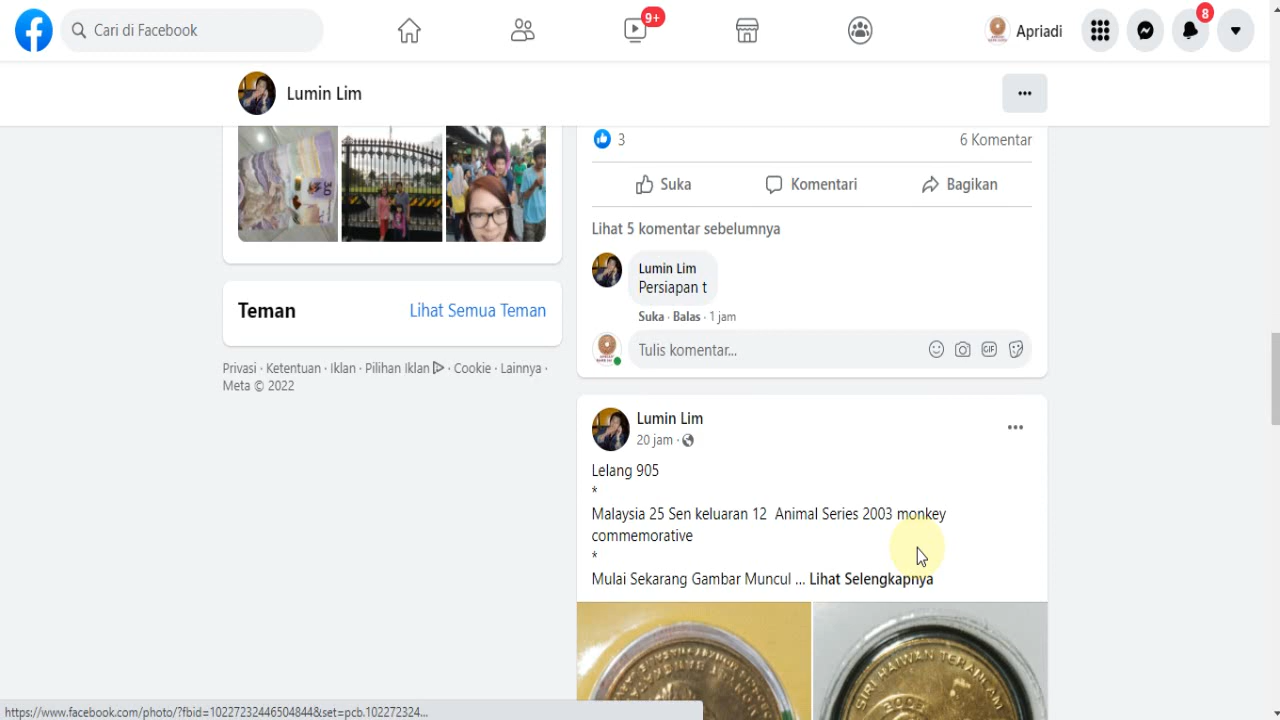 Cari di Facebook
9+
Apriadi
8
Lumin Lim
3
6 Komentar
Suka
Komentari
Bagikan
Lihat 5 komentar sebelumnya
Lumin Lim
Persiapan t
Suka · Balas · 1 jam
Tulis komentar...
GIF
Teman
Lihat Semua Teman
Privasi · Ketentuan · Iklan · Pilihan Iklan · Cookie · Lainnya ·
Meta © 2022
Lumin Lim
20 jam ·
Lelang 905
*
Malaysia 25 Sen keluaran 12 Animal Series 2003 monkey
commemorative
*
Mulai Sekarang Gambar Muncul ... Lihat Selengkapnya
SIRI HAIWAN TERANCAM
2003
https://www.facebook.com/photo/?fbid=10227232446504844&set=pcb.102272324...